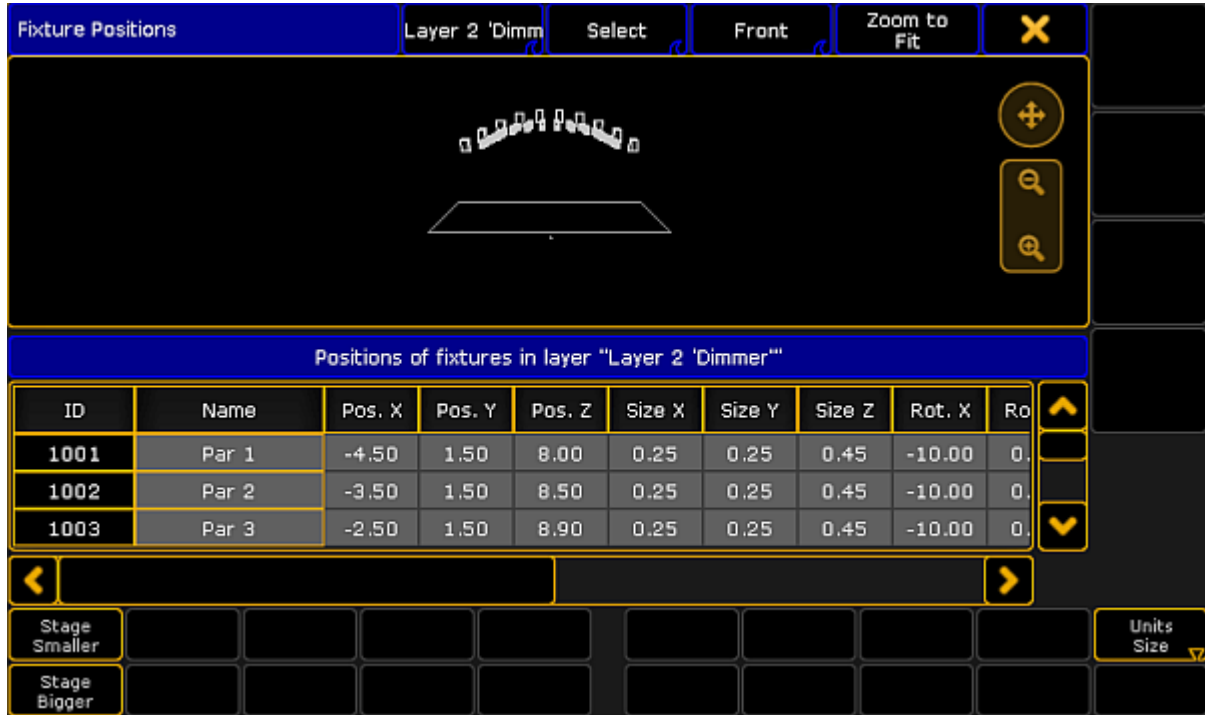 Fixture Positions
Layer 2 'Dimm
Select
Front
Zoom to
Fit
Positions of fixtures in layer "Layer 2 'Dimmer'"
ID Name Pos. X Pos. Y Pos. Z Size X Size Y Size Z Rot. X Ro
1001 Par 1 -4.50 1.50 8.00 0.25 0.25 0.45 -10.00 0.
1002 Par 2 -3.50 1.50 8.50 0.25 0.25 0.45 -10.00 0.
1003 Par 3 -2.50 1.50 8.90 0.25 0.25 0.45 -10.00 0.
Stage
Smaller
Units
Size
Stage
Bigger